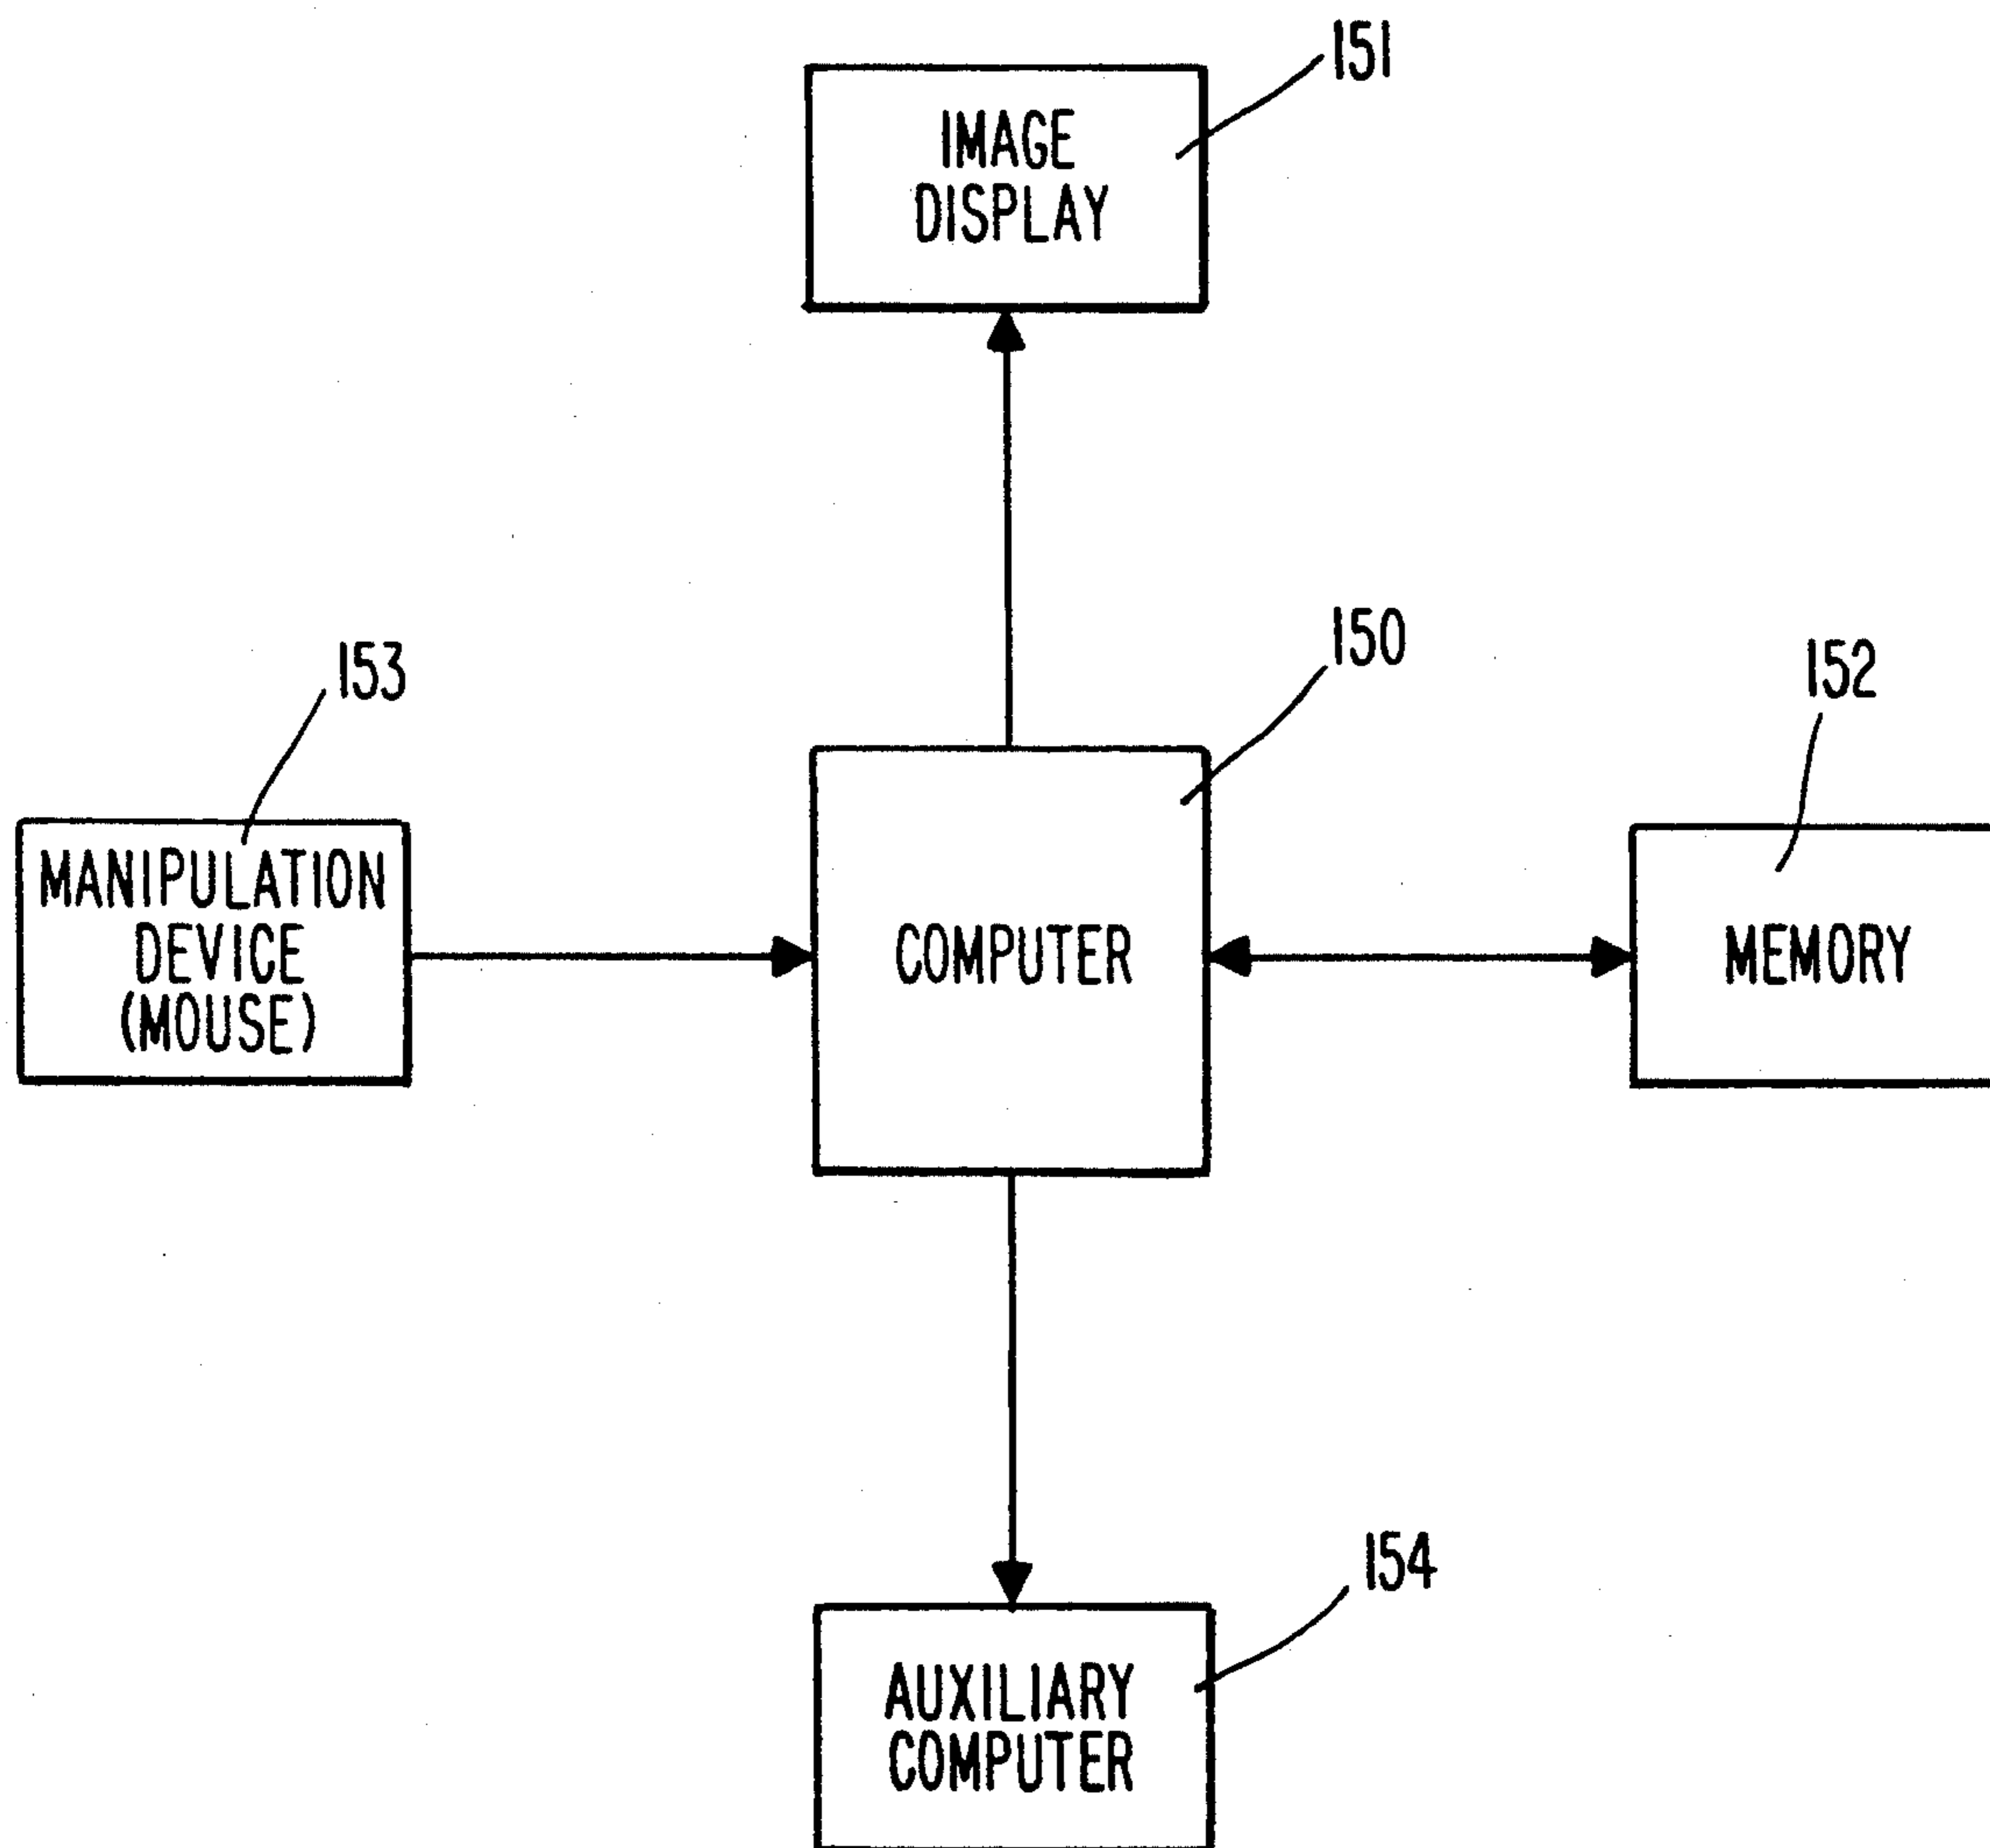 151
IMAGE
DISPLAY
150
153
152
MANIPULATION
DEVICE
(MOUSE)
COMPUTER
MEMORY
154
AUXILIARY
COMPUTER